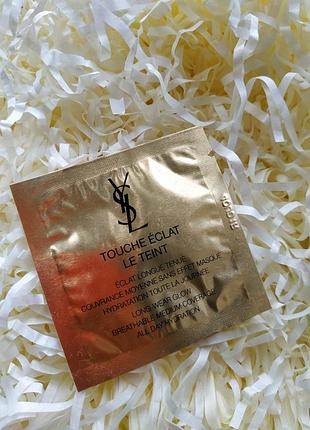 YSL
TOUCHE ÉCLAT
LE TEINT
ÉCLAT LONGUE TENUE
COUVRANCE MOYENNE SANS EFFET MASQUE
HYDRATATION TOUTE LA JOURNÉE
LONG-WEAR GLOW
BREATHABLE MEDIUM COVERAGE
ALL DAY HYDRATION